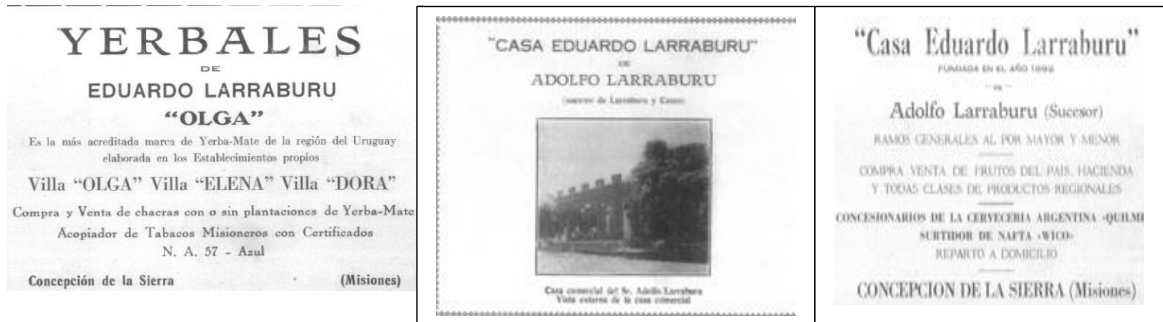 YERBALES
DE
EDUARDO LARRABURU
"OLGA"
Es la más acreditada marca de Yerba-Mate de la región del Uruguay
elaborada en los Establecimientos propios
Villa "OLGA" Villa "ELENA" Villa "DORA"
Compra y Venta de chacras con o sin plantaciones de Yerba-Mate
Acopiador de Tabacos Misioneros con Certificados
N. A. 57 - Azul
Concepción de la Sierra (Misiones)
"CASA EDUARDO LARRABURU"
DE
ADOLFO LARRABURU
(sucesor de Larraburu y Casas)
Casa comercial del Sr. Adolfo Larraburu
Vista externa de la casa comercial
"Casa Eduardo Larraburu"
FUNDADA EN EL AÑO 1892
DE
Adolfo Larraburu (Sucesor)
RAMOS GENERALES AL POR MAYOR Y MENOR
COMPRA VENTA DE FRUTOS DEL PAIS, HACIENDA
Y TODAS CLASES DE PRODUCTOS REGIONALES
CONCESIONARIOS DE LA CERVECERIA ARGENTINA «QUILME
SURTIDOR DE NAFTA «WICO»
REPARTO A DOMICILIO
CONCEPCION DE LA SIERRA (Misiones)